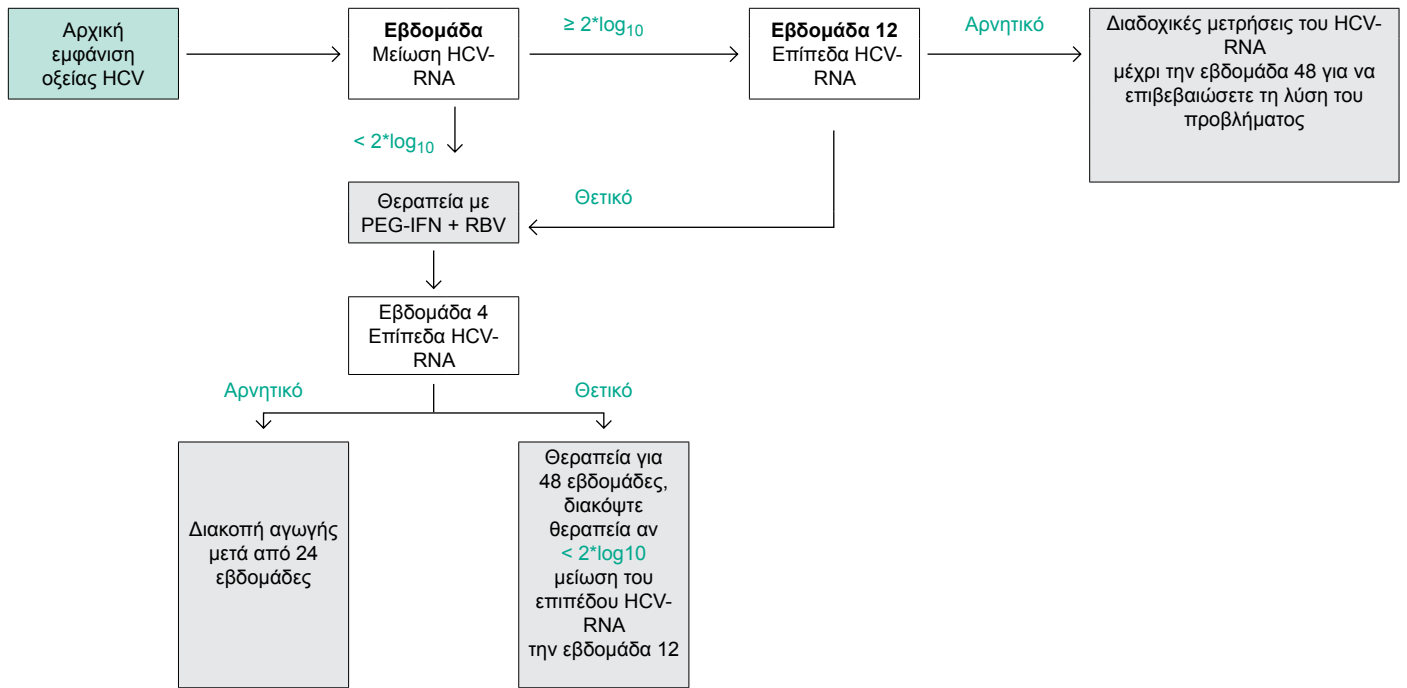 Αρχική
εμφάνιση
οξείας HCV
Εβδομάδα
Μείωση HCV-
RNA
≥ 2*log10
Εβδομάδα 12
Επίπεδα HCV-
RNA
Αρνητικό
Διαδοχικές μετρήσεις του HCV-
RNA
μέχρι την εβδομάδα 48 για να
επιβεβαιώσετε τη λύση του
προβλήματος
< 2*log10
Θεραπεία με
PEG-IFN + RBV
Θετικό
Εβδομάδα 4
Επίπεδα HCV-
RNA
Αρνητικό
Θετικό
Διακοπή αγωγής
μετά από 24
εβδομάδες
Θεραπεία για
48 εβδομάδες,
διακόψτε
θεραπεία αν
< 2*log10
μείωση του
επιπέδου HCV-
RNA
την εβδομάδα 12